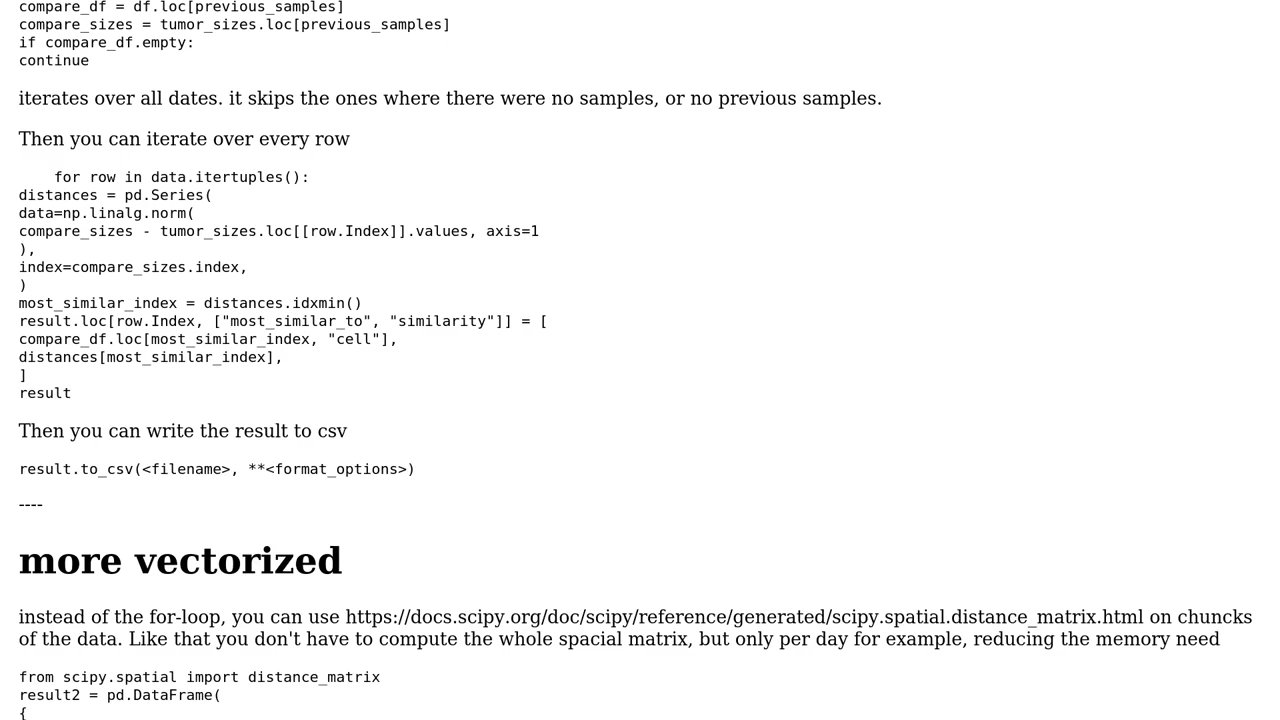 compare_df = df.loc[previous_samples]
compare_sizes = tumor_sizes.loc[previous_samples]
if compare_df.empty:
continue
iterates over all dates. it skips the ones where there were no samples, or no previous samples.
Then you can iterate over every row
    for row in data.itertuples():
distances = pd.Series(
data=np.linalg.norm(
compare_sizes - tumor_sizes.loc[[row.Index]].values, axis=1
),
index=compare_sizes.index,
)
most_similar_index = distances.idxmin()
result.loc[row.Index, ["most_similar_to", "similarity"]] = [
compare_df.loc[most_similar_index, "cell"],
distances[most_similar_index],
]
result
Then you can write the result to csv
result.to_csv(<filename>, **<format_options>)
----
more vectorized
instead of the for-loop, you can use https://docs.scipy.org/doc/scipy/reference/generated/scipy.spatial.distance_matrix.html on chuncks
of the data. Like that you don't have to compute the whole spacial matrix, but only per day for example, reducing the memory need
from scipy.spatial import distance_matrix
result2 = pd.DataFrame(
{